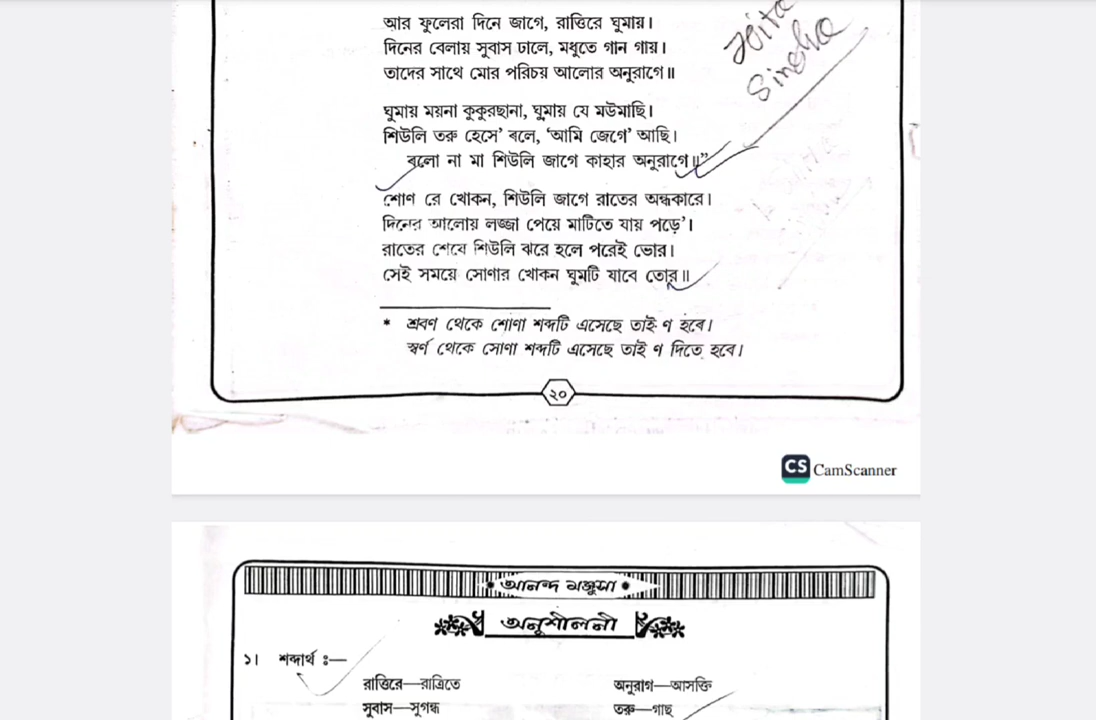 আর ফুলেরা দিনে জাগে, রাত্তিরে ঘুমায়।
দিনের বেলায় সুবাস ঢালে, মধুতে গান গায়।
তাদের সাথে মোর পরিচয় আলোর অনুরাগে॥
ঘুমায় ময়না কুকুরছানা, ঘুমায় যে মউমাছি।
শিউলি তরু হেসে’ বলে, ‘আমি জেগে’ আছি।
বলো না মা শিউলি জাগে কাহার অনুরাগে॥”
শোণ রে খোকন, শিউলি জাগে রাতের অন্ধকারে।
দিনের আলোয় লজ্জা পেয়ে মাটিতে যায় পড়ে’।
রাতের শেষে শিউলি ঝরে হলে পরেই ভোর।
সেই সময়ে সোণার খোকন ঘুমটি যাবে তোর॥
* শ্রবণ থেকে শোণা শব্দটি এসেছে তাই ণ হবে।
স্বর্ণ থেকে সোণা শব্দটি এসেছে তাই ণ দিতে হবে।
২০
Joita
Sinha
CS CamScanner
আনন্দ মঞ্জুসা
অনুশীলনী
১। শব্দার্থ ঃ—
রাত্তিরে—রাত্রিতে
অনুরাগ—আসক্তি
সুবাস—সুগন্ধ
তরু—গাছ